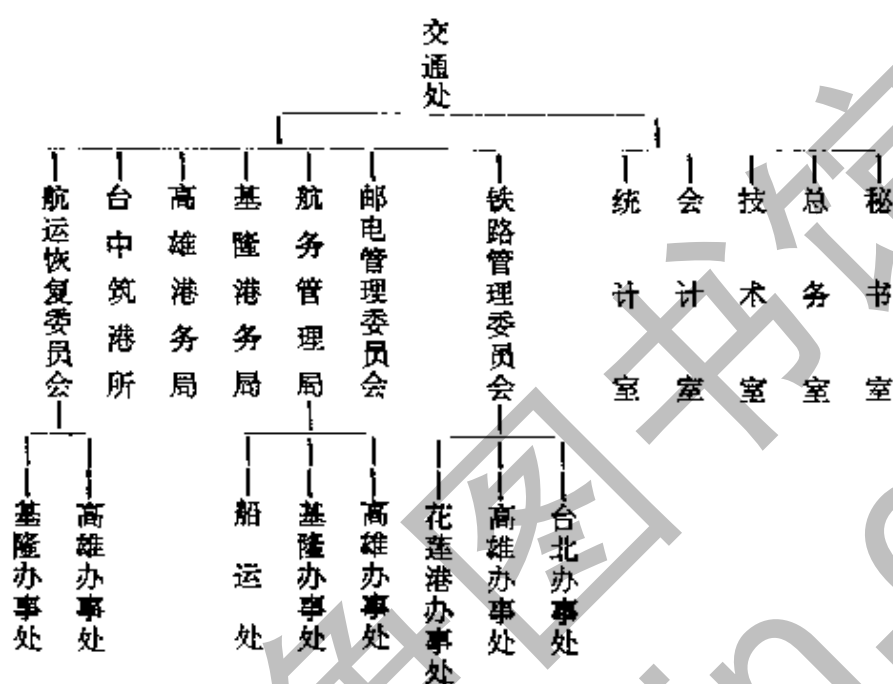 交通处
航运恢复委员会
台中筑港所
高雄港务局
基隆港务局
航务管理局
邮电管理委员会
铁路管理委员会
统计室
会计室
技术室
总务室
秘书室
基隆办事处
高雄办事处
船运处
基隆办事处
高雄办事处
花莲港办事处
高雄办事处
台北办事处